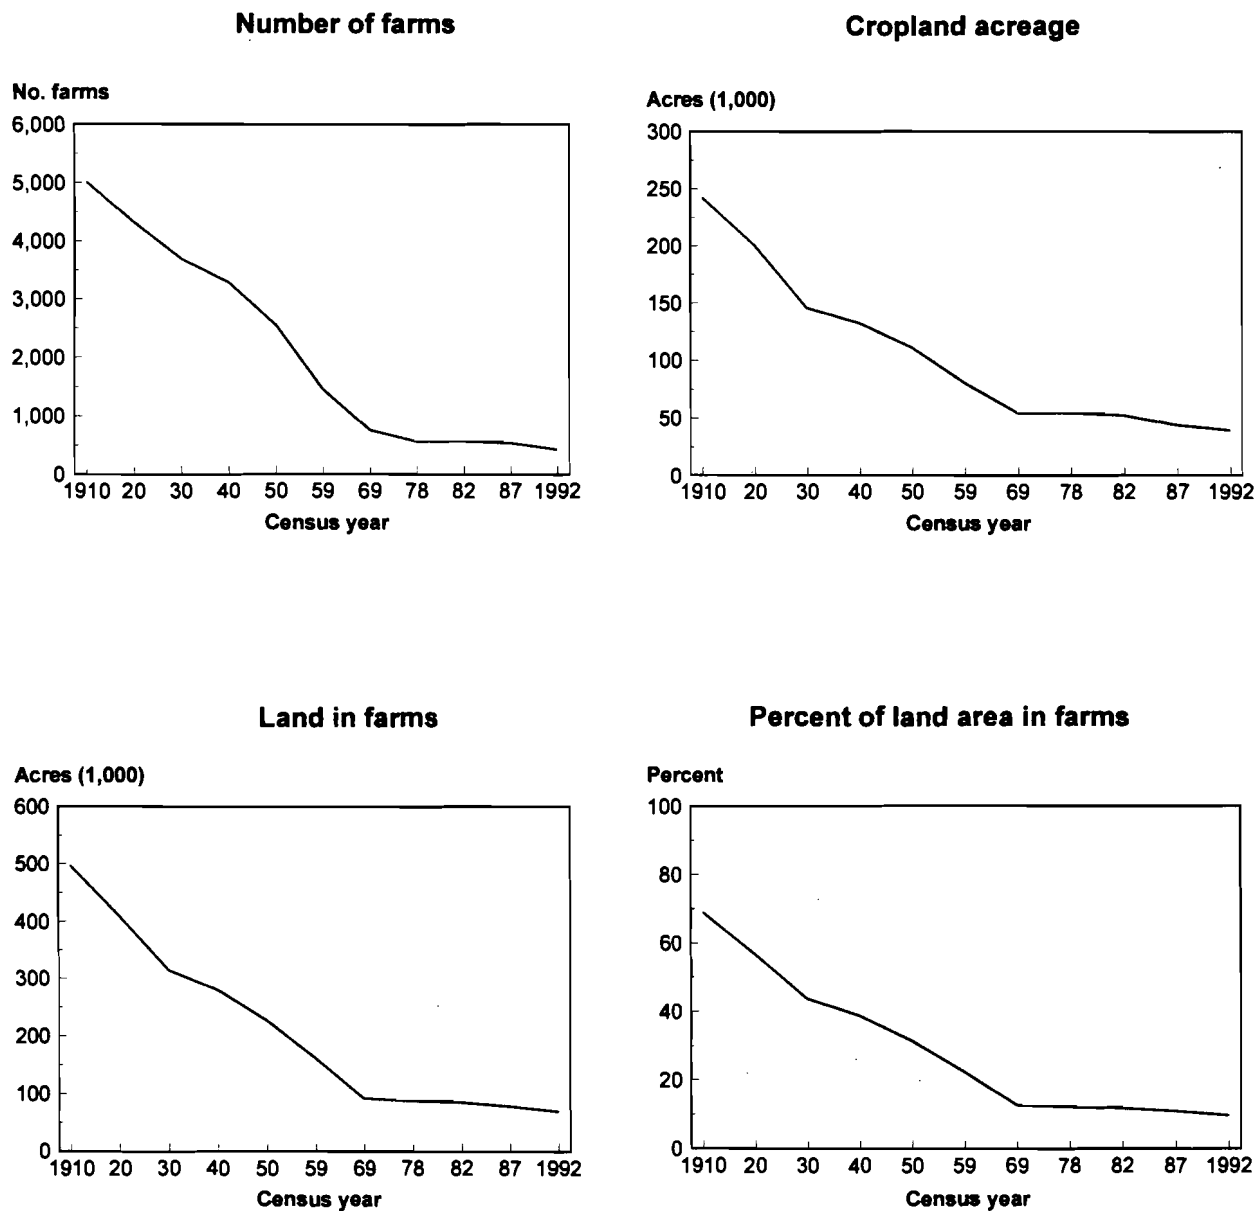 Number of farms
No. farms
6,000
5,000
4,000
3,000
2,000
1,000
0
1910 20 30 40 50 59 69 78 82 87 1992
Census year
Cropland acreage
Acres (1,000)
300
250
200
150
100
50
0
1910 20 30 40 50 59 69 78 82 87 1992
Census year
Land in farms
Acres (1,000)
600
500
400
300
200
100
0
1910 20 30 40 50 59 69 78 82 87 1992
Census year
Percent of land area in farms
Percent
100
80
60
40
20
0
1910 20 30 40 50 59 69 78 82 87 1992
Census year